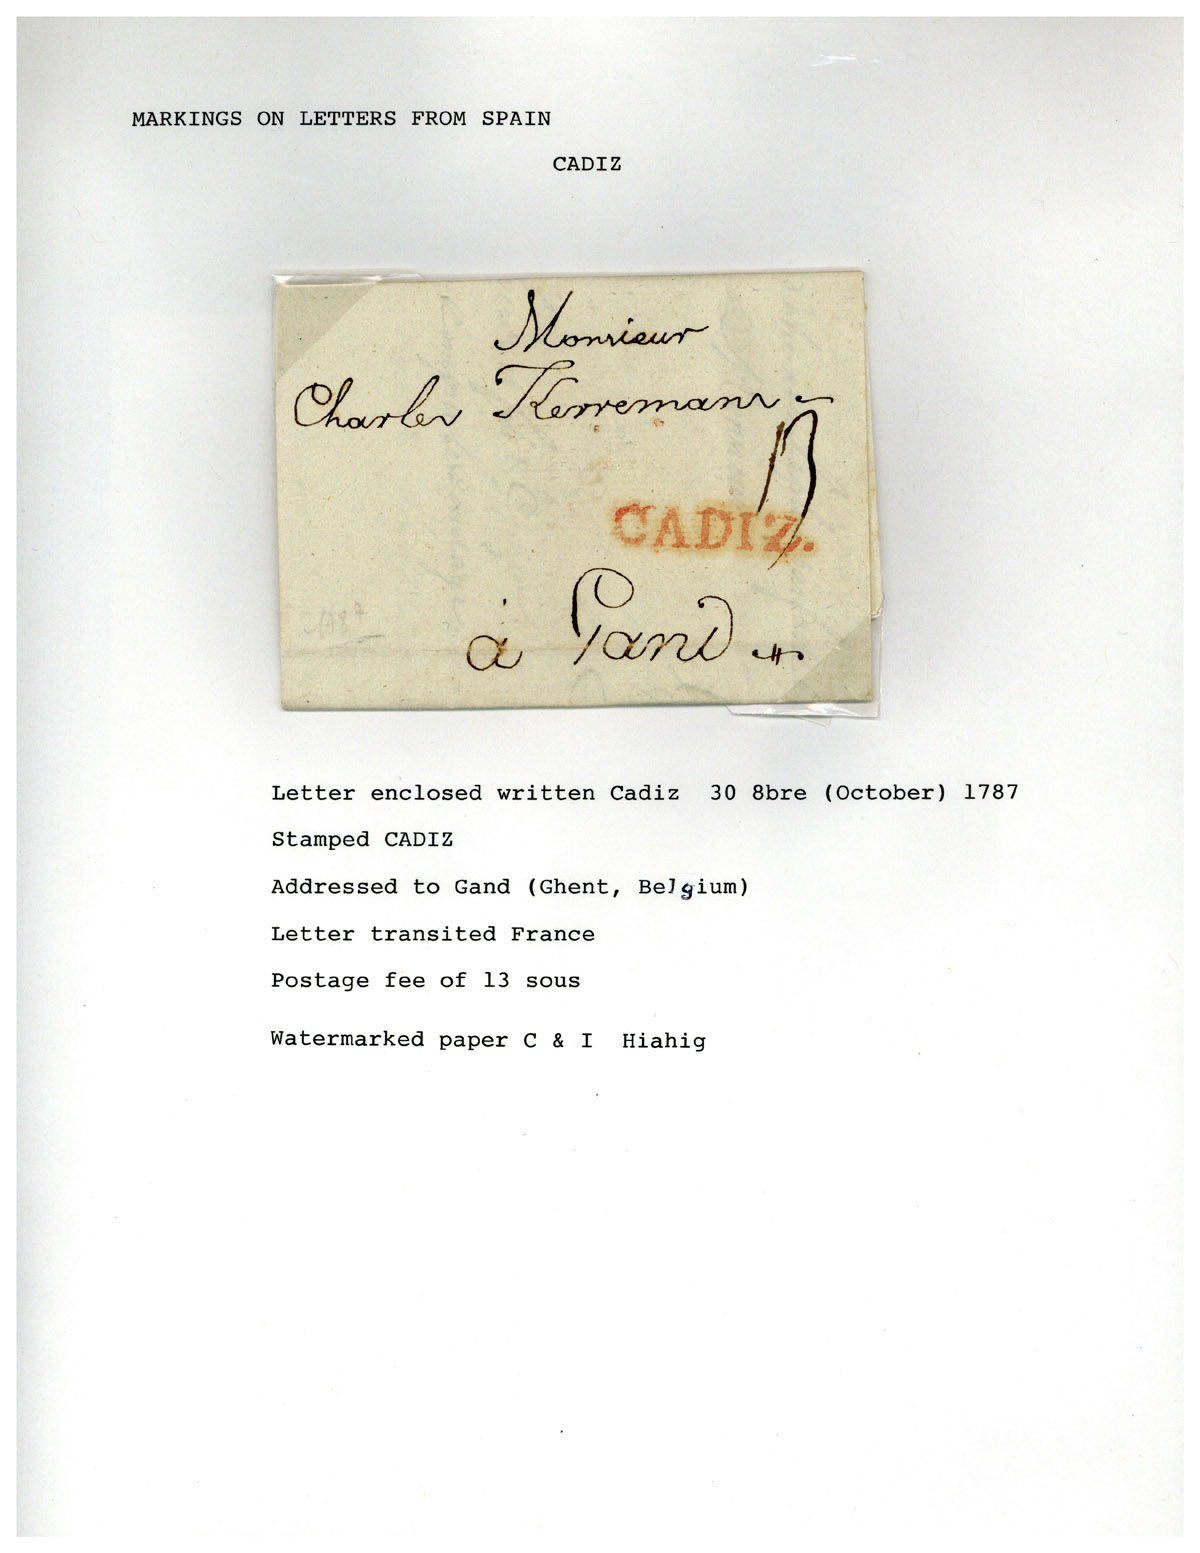 MARKINGS ON LETTERS FROM SPAIN
CADIZ
Monsieur
Charles Kerremans
13
CADIZ.
à Gand
Letter enclosed written Cadiz 30 8bre (October) 1787
Stamped CADIZ
Addressed to Gand (Ghent, Belgium)
Letter transited France
Postage fee of 13 sous
Watermarked paper C & I Hiahig